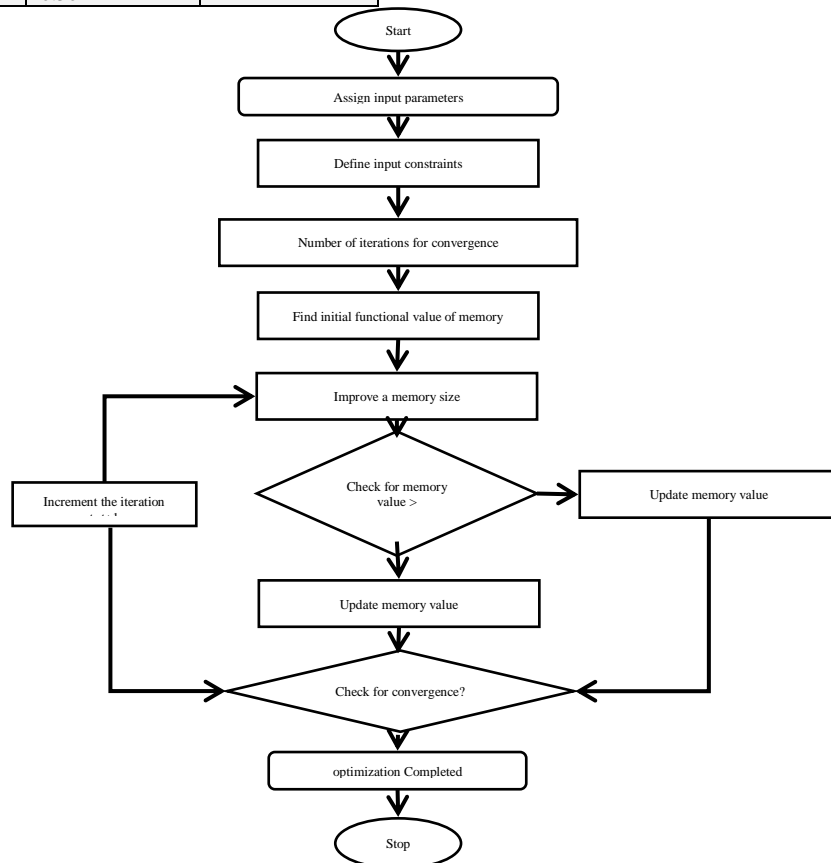 Start
Assign input parameters
Define input constraints
Number of iterations for convergence
Find initial functional value of memory
Improve a memory size
Check for memory
value >
Update memory value
Increment the iteration
Update memory value
Check for convergence?
optimization Completed
Stop